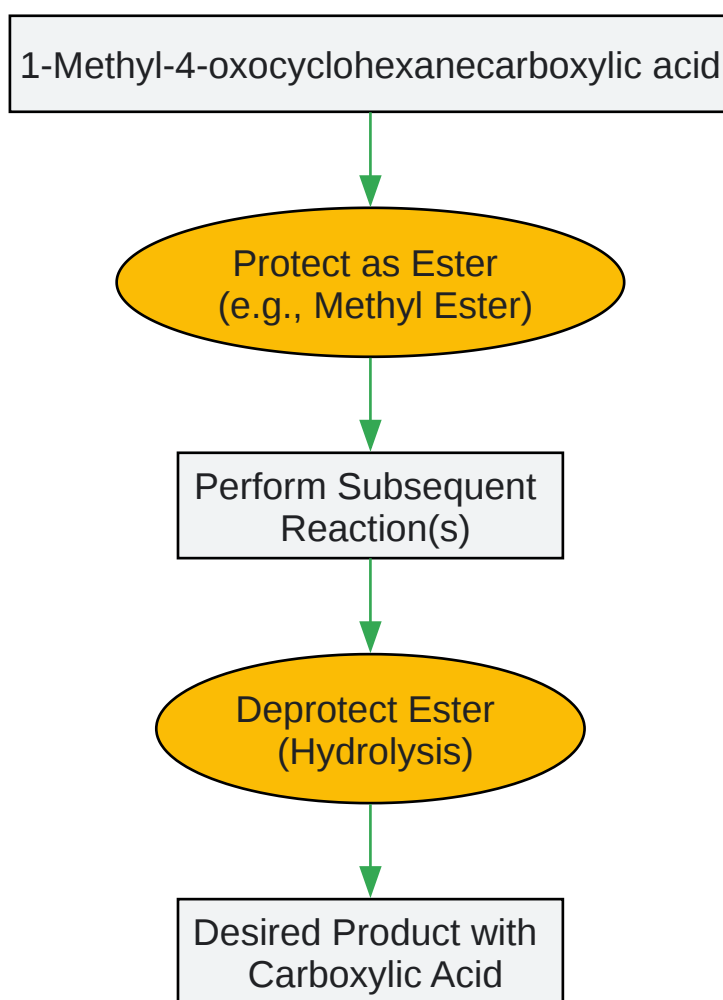 1-Methyl-4-oxocyclohexanecarboxylic acid
Protect as Ester
(e.g., Methyl Ester)
Perform Subsequent
Reaction(s)
Deprotect Ester
(Hydrolysis)
Desired Product with
Carboxylic Acid